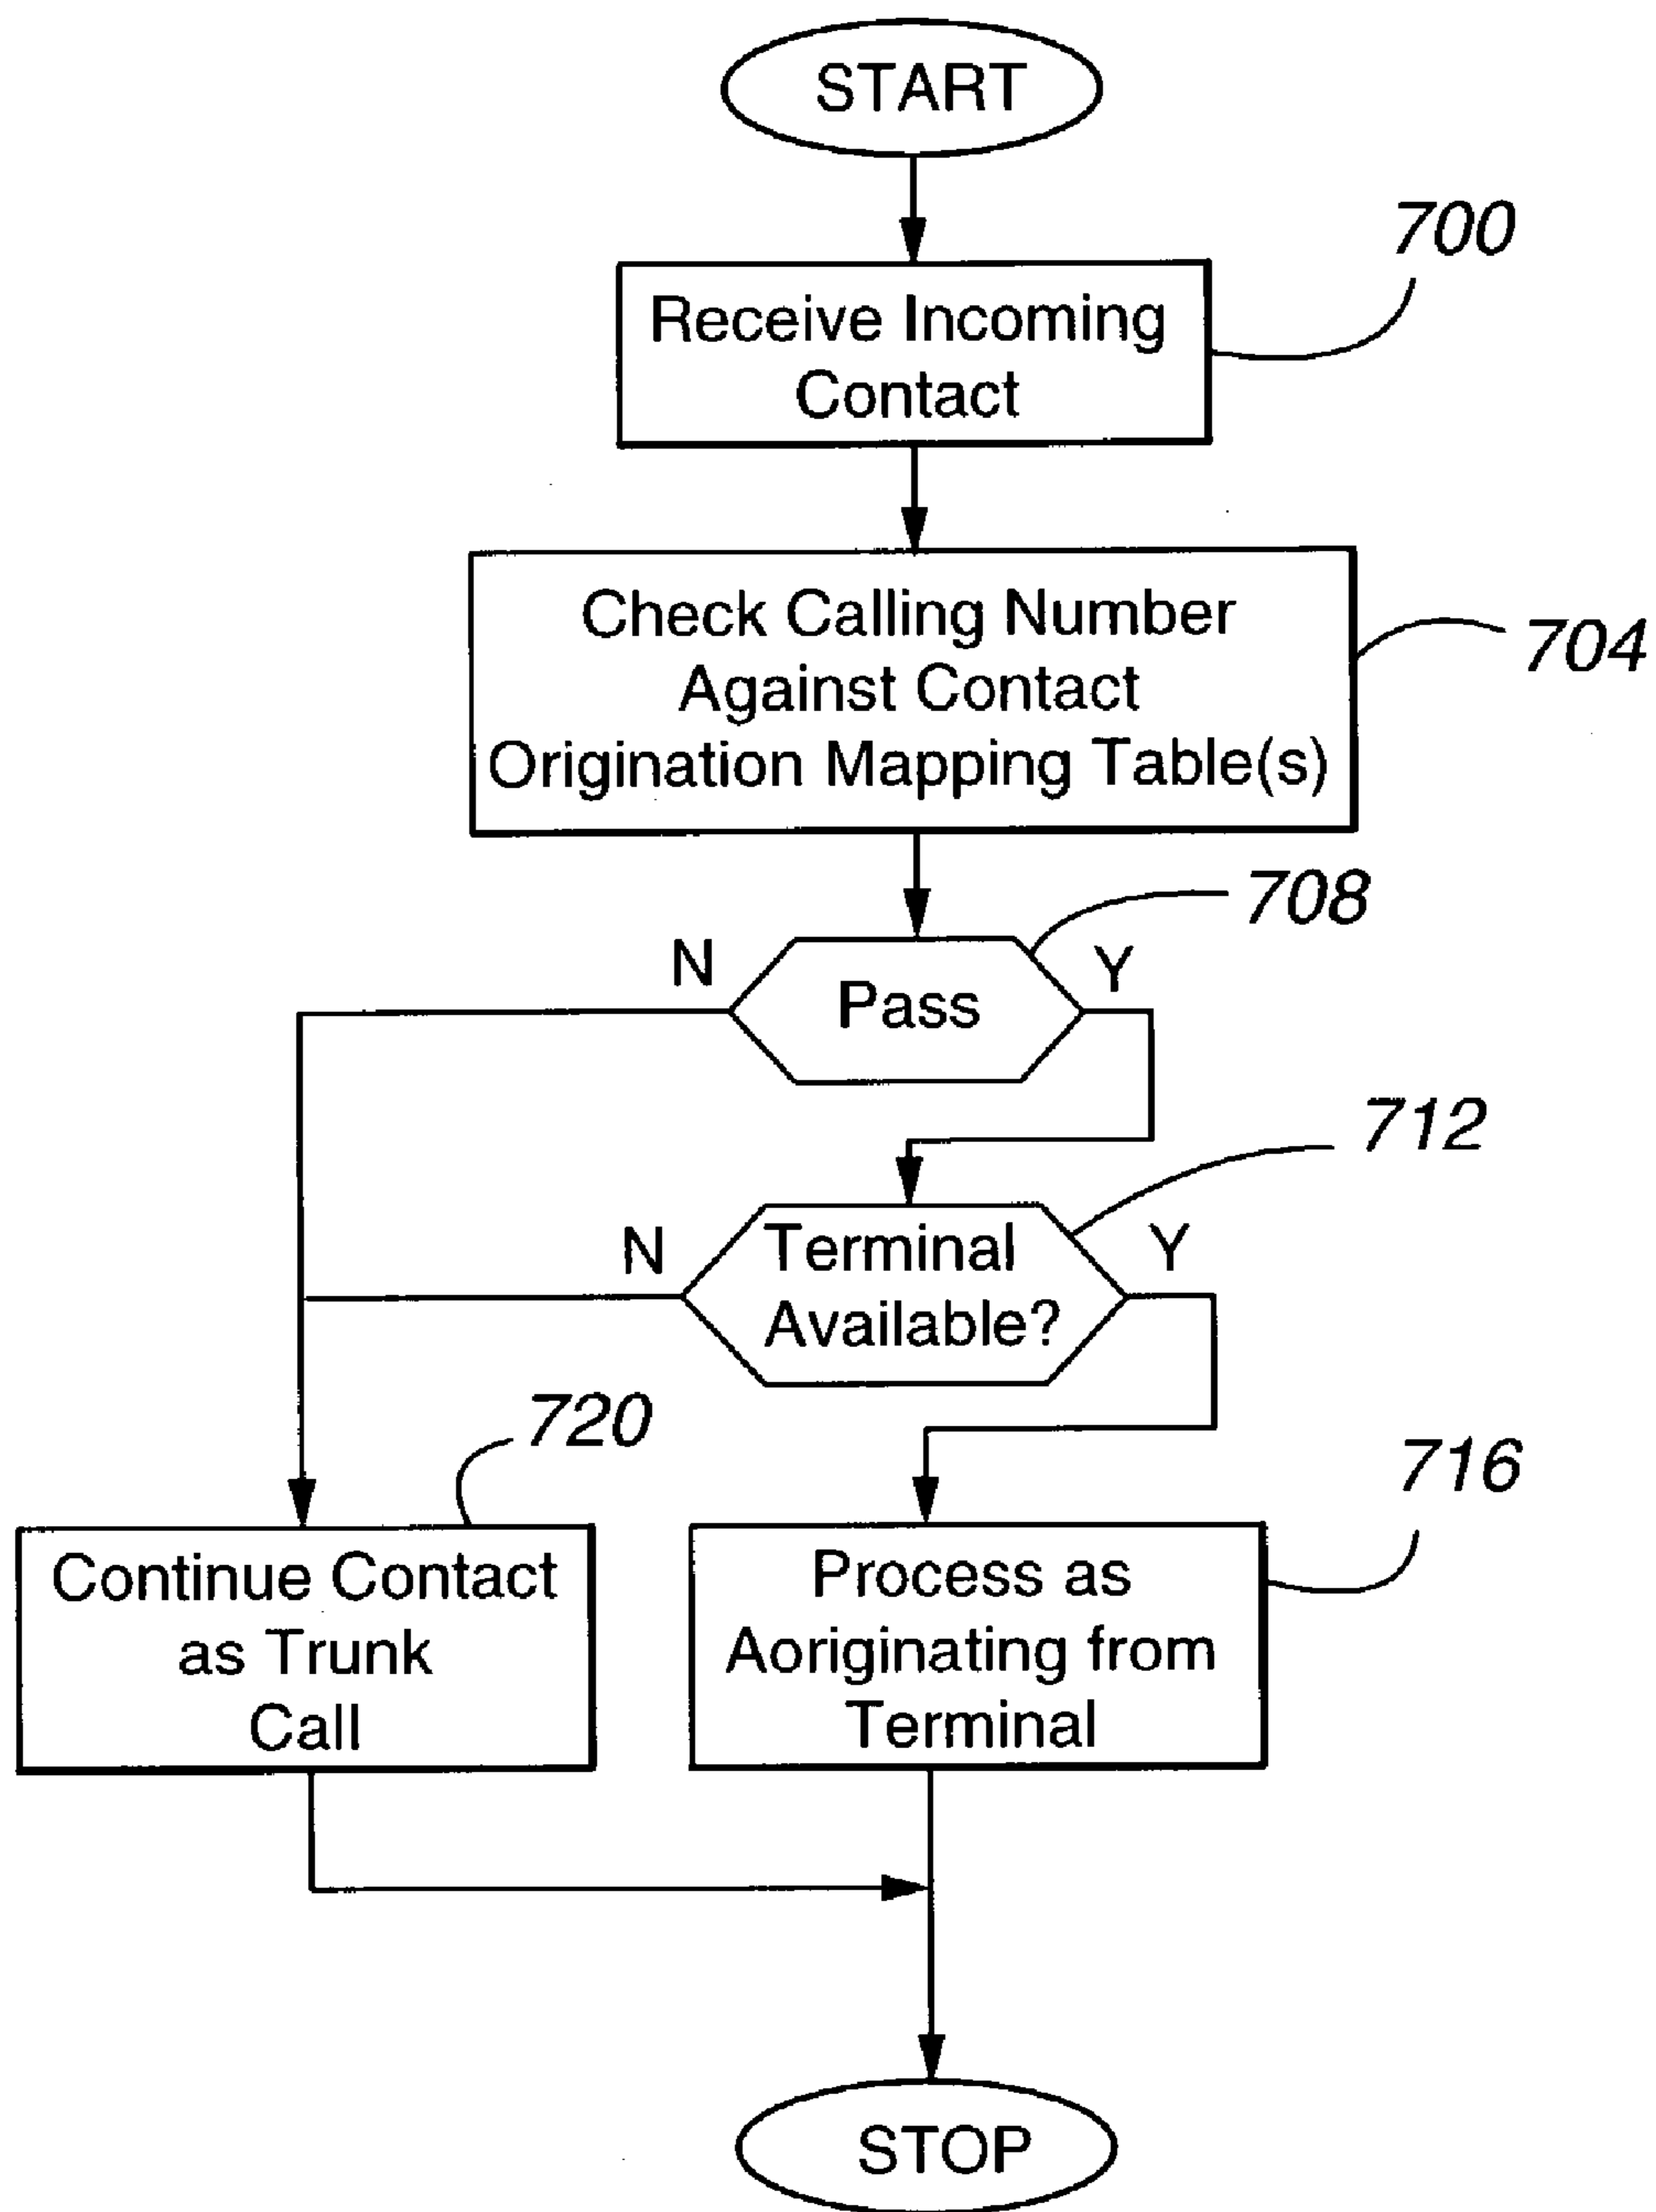 START
700
Receive Incoming
Contact
Check Calling Number
Against Contact
Origination Mapping Table(s)
704
708
N
Y
Pass
712
N
Y
Terminal
Available?
720
716
Continue Contact
as Trunk
Call
Process as
Aoriginating from
Terminal
STOP